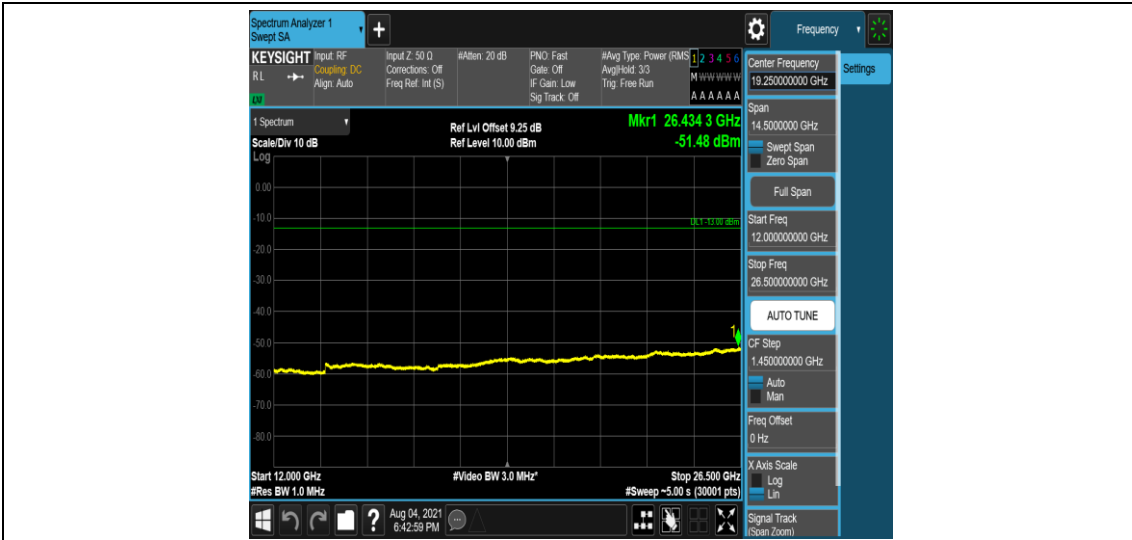 Spectrum Analyzer 1
Swept SA
+
Frequency
KEYSIGHT
Input: RF
Input Z: 50 Ω
#Atten: 20 dB
PNO: Fast
#Avg Type: Power (RMS
1 2 3 4 5 6
RL
Coupling: DC
Corrections: Off
Gate: Off
Avg|Hold: 3/3
M W W W W W
Align: Auto
Freq Ref: Int (S)
IF Gain: Low
Trig: Free Run
Sig Track: Off
A A A A A A
LXI
1 Spectrum
Ref Lvl Offset 9.25 dB
Mkr1 26.434 3 GHz
Scale/Div 10 dB
Ref Level 10.00 dBm
-51.48 dBm
Log
0.00
-10.0
DL1 -13.00 dBm
-20.0
-30.0
-40.0
1
-50.0
-60.0
-70.0
-80.0
Start 12.000 GHz
#Video BW 3.0 MHz*
Stop 26.500 GHz
#Res BW 1.0 MHz
#Sweep ~5.00 s (30001 pts)
?
Aug 04, 2021
6:42:59 PM
Center Frequency
19.250000000 GHz
Settings
Span
14.5000000 GHz
Swept Span
Zero Span
Full Span
Start Freq
12.000000000 GHz
Stop Freq
26.500000000 GHz
AUTO TUNE
CF Step
1.450000000 GHz
Auto
Man
Freq Offset
0 Hz
X Axis Scale
Log
Lin
Signal Track
(Span Zoom)